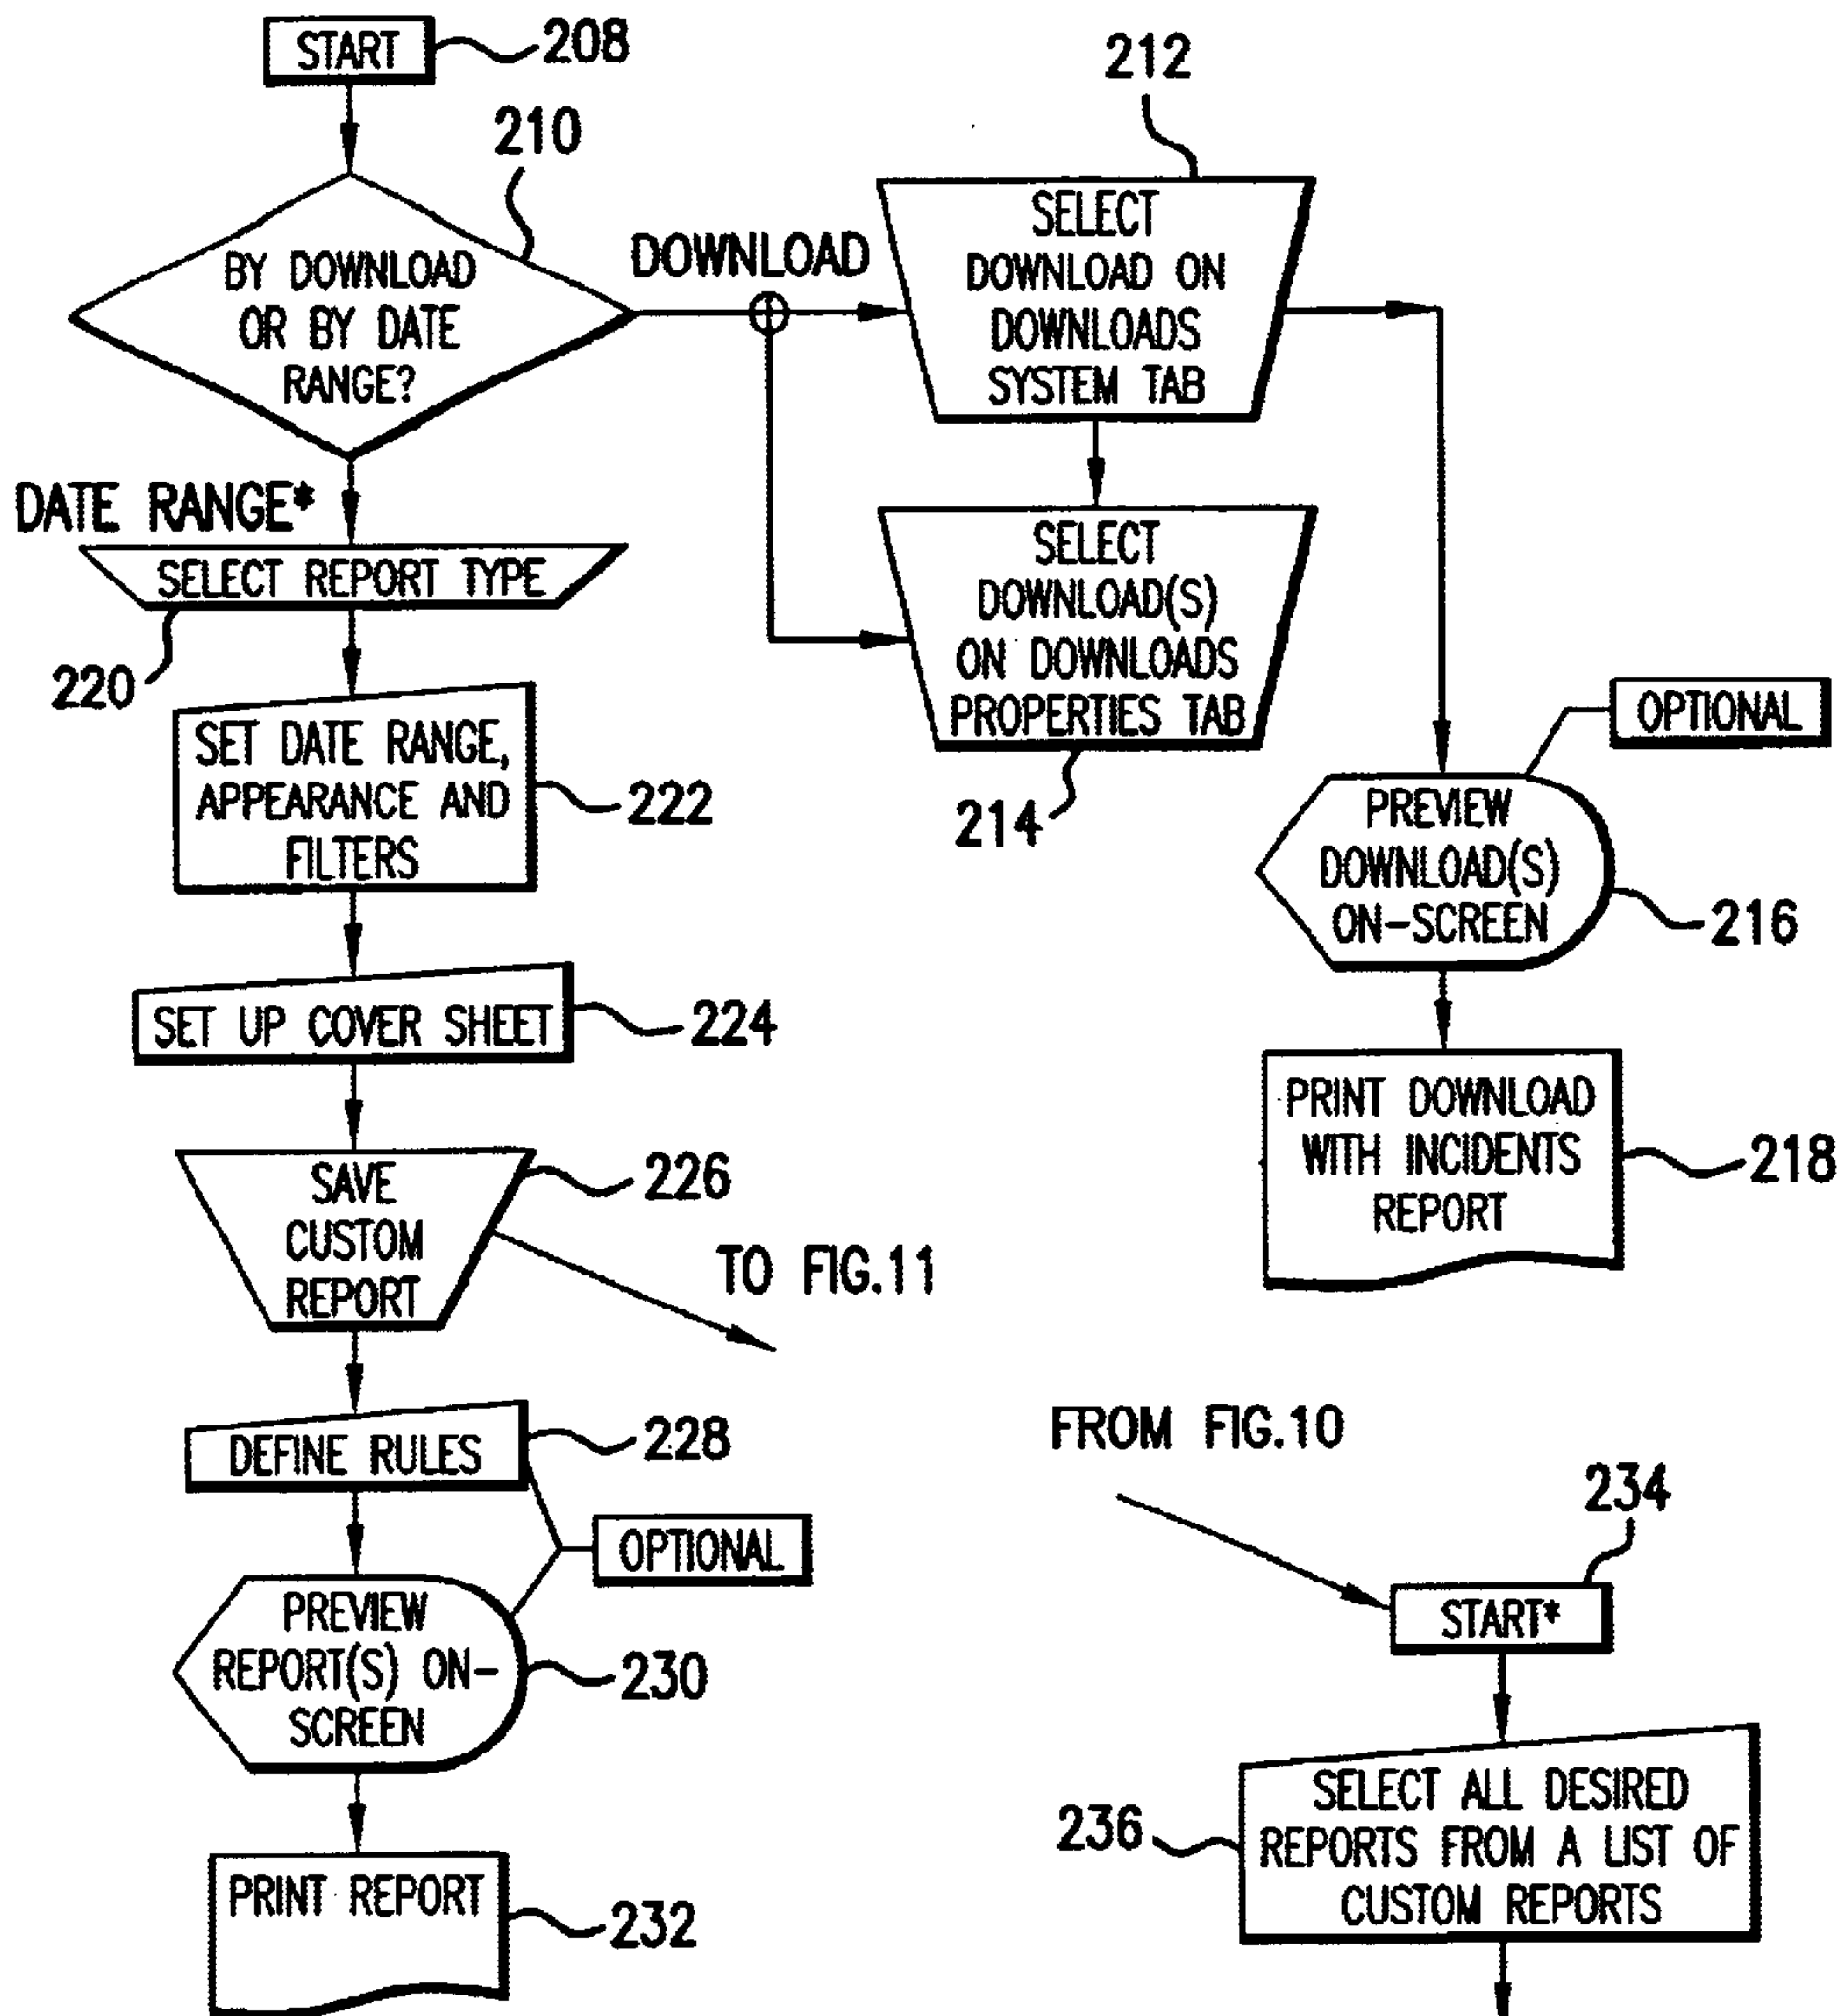 START
208
210
BY DOWNLOAD
OR BY DATE
RANGE?
DOWNLOAD
212
SELECT
DOWNLOAD ON
DOWNLOADS
SYSTEM TAB
SELECT
DOWNLOAD(S)
ON DOWNLOADS
PROPERTIES TAB
214
OPTIONAL
PREVIEW
DOWNLOAD(S)
ON-SCREEN
216
PRINT DOWNLOAD
WITH INCIDENTS
REPORT
218
DATE RANGE*
SELECT REPORT TYPE
220
SET DATE RANGE,
APPEARANCE AND
FILTERS
222
SET UP COVER SHEET
224
SAVE
CUSTOM
REPORT
226
TO FIG.11
DEFINE RULES
228
OPTIONAL
PREVIEW
REPORT(S) ON-
SCREEN
230
PRINT REPORT
232
FROM FIG.10
234
START*
236
SELECT ALL DESIRED
REPORTS FROM A LIST OF
CUSTOM REPORTS